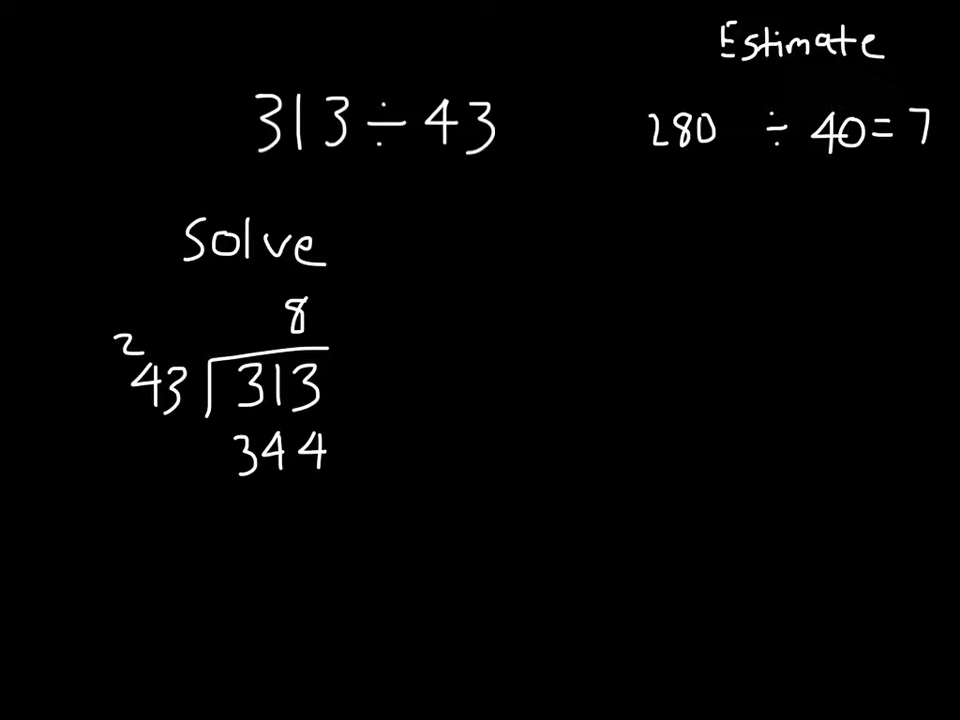 Estimate
313 ÷ 43
280 ÷ 40 = 7
Solve
8
2
43 313
344